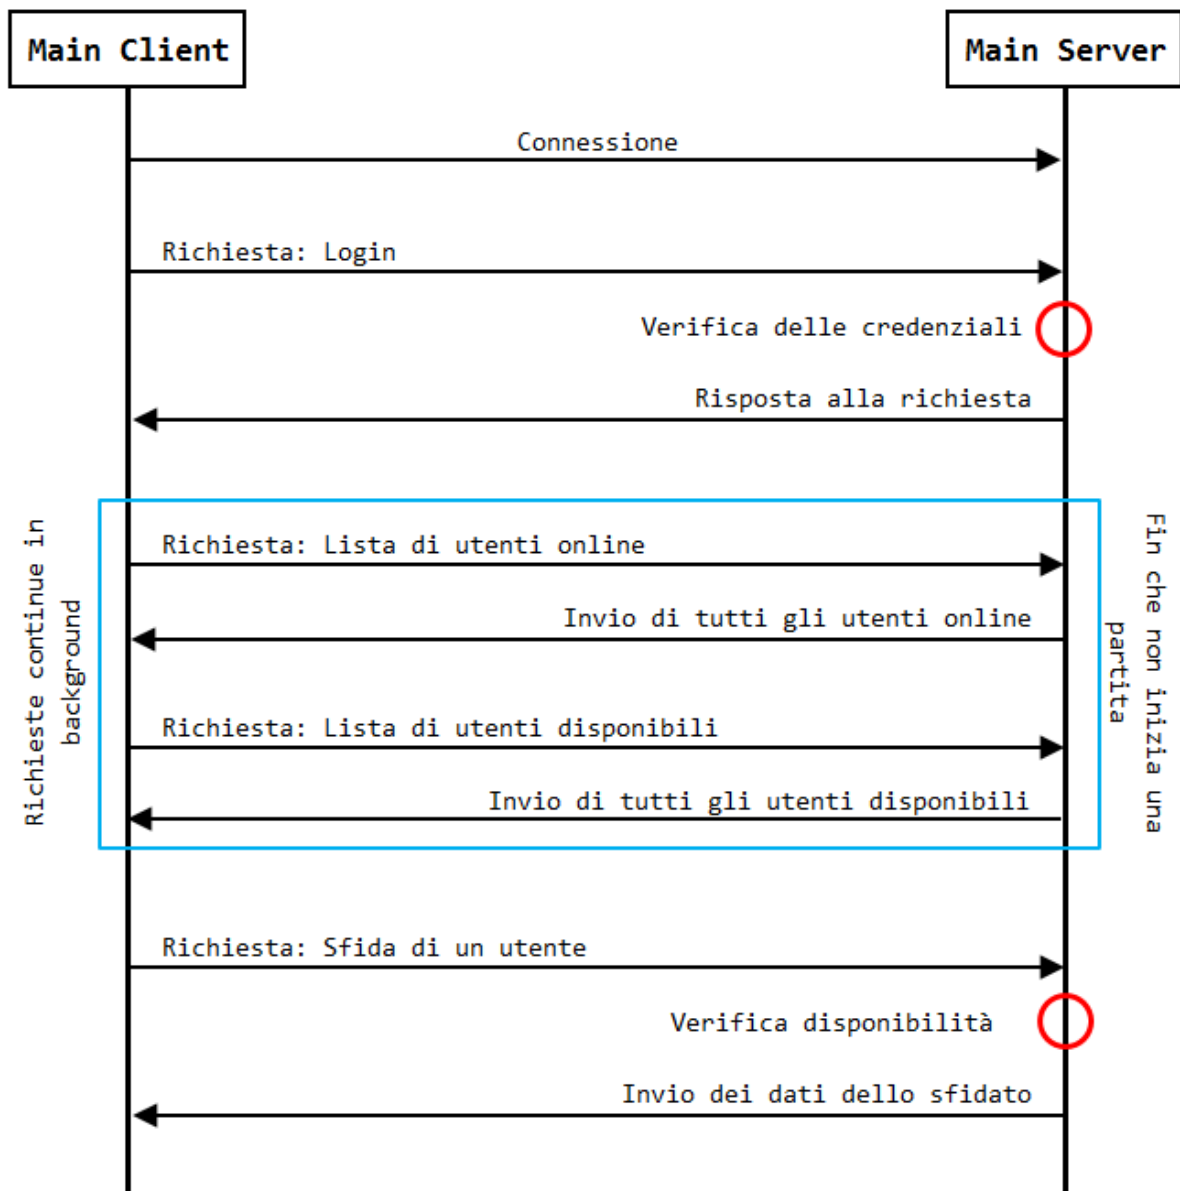 Main Client
Main Server
Connessione
Richiesta: Login
Verifica delle credenziali
Risposta alla richiesta
Richieste continue in
background
Fin che non inizia una
partita
Richiesta: Lista di utenti online
Invio di tutti gli utenti online
Richiesta: Lista di utenti disponibili
Invio di tutti gli utenti disponibili
Richiesta: Sfida di un utente
Verifica disponibilità
Invio dei dati dello sfidato